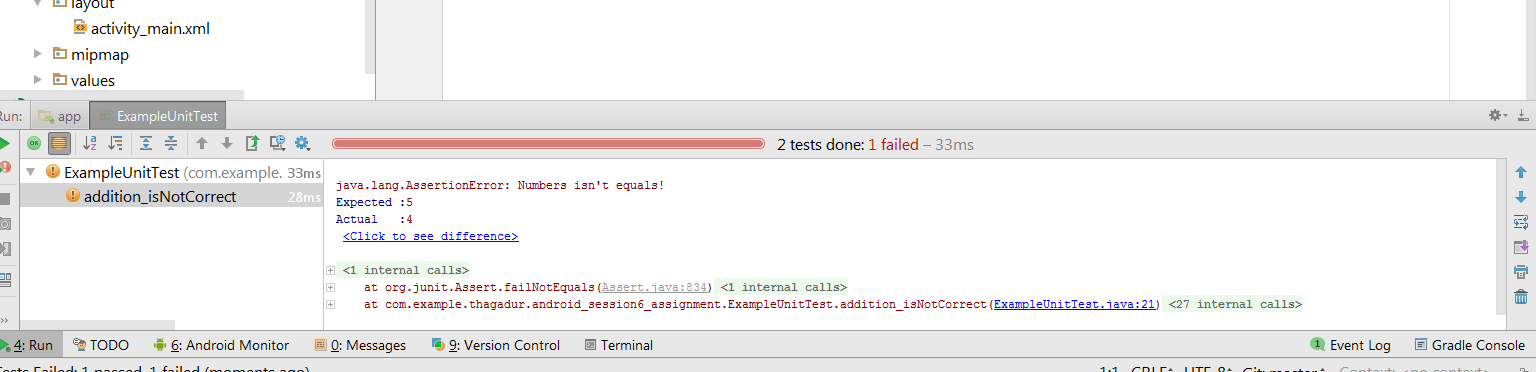 layout
activity_main.xml
mipmap
values
Run: app ExampleUnitTest
OK 2 tests done: 1 failed – 33ms
ExampleUnitTest (com.example. 33ms
addition_isNotCorrect 28ms
java.lang.AssertionError: Numbers isn't equals!
Expected :5
Actual :4
<Click to see difference>
<1 internal calls>
at org.junit.Assert.failNotEquals(Assert.java:834) <1 internal calls>
at com.example.thagadur.android_session6_assignment.ExampleUnitTest.addition_isNotCorrect(ExampleUnitTest.java:21) <27 internal calls>
4: Run TODO 6: Android Monitor 0: Messages 9: Version Control Terminal 1 Event Log Gradle Console
Tests Failed: 1 passed, 1 failed (moments ago) 1:1 CRLF UTF-8 Git: master Context: <no context>